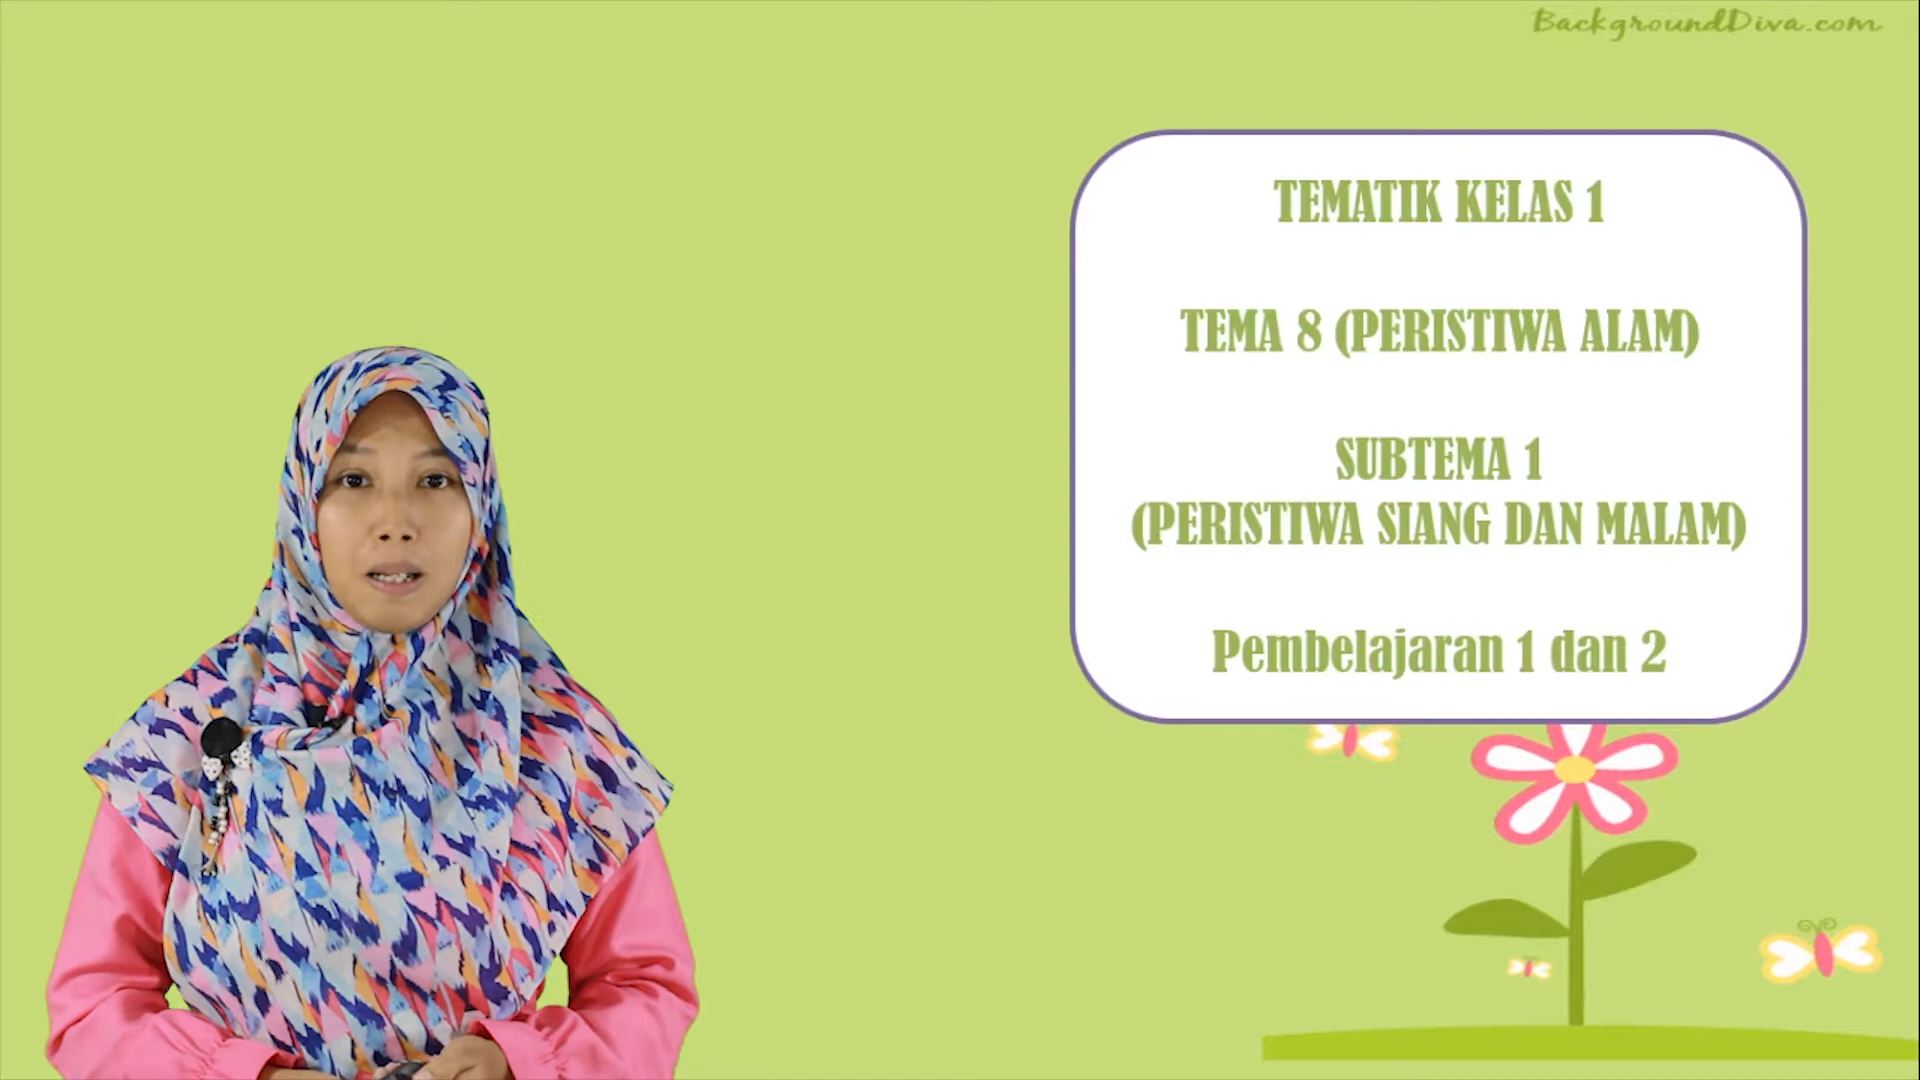 BackgroundDiva.com
TEMATIK KELAS 1
TEMA 8 (PERISTIWA ALAM)
SUBTEMA 1
(PERISTIWA SIANG DAN MALAM)
Pembelajaran 1 dan 2